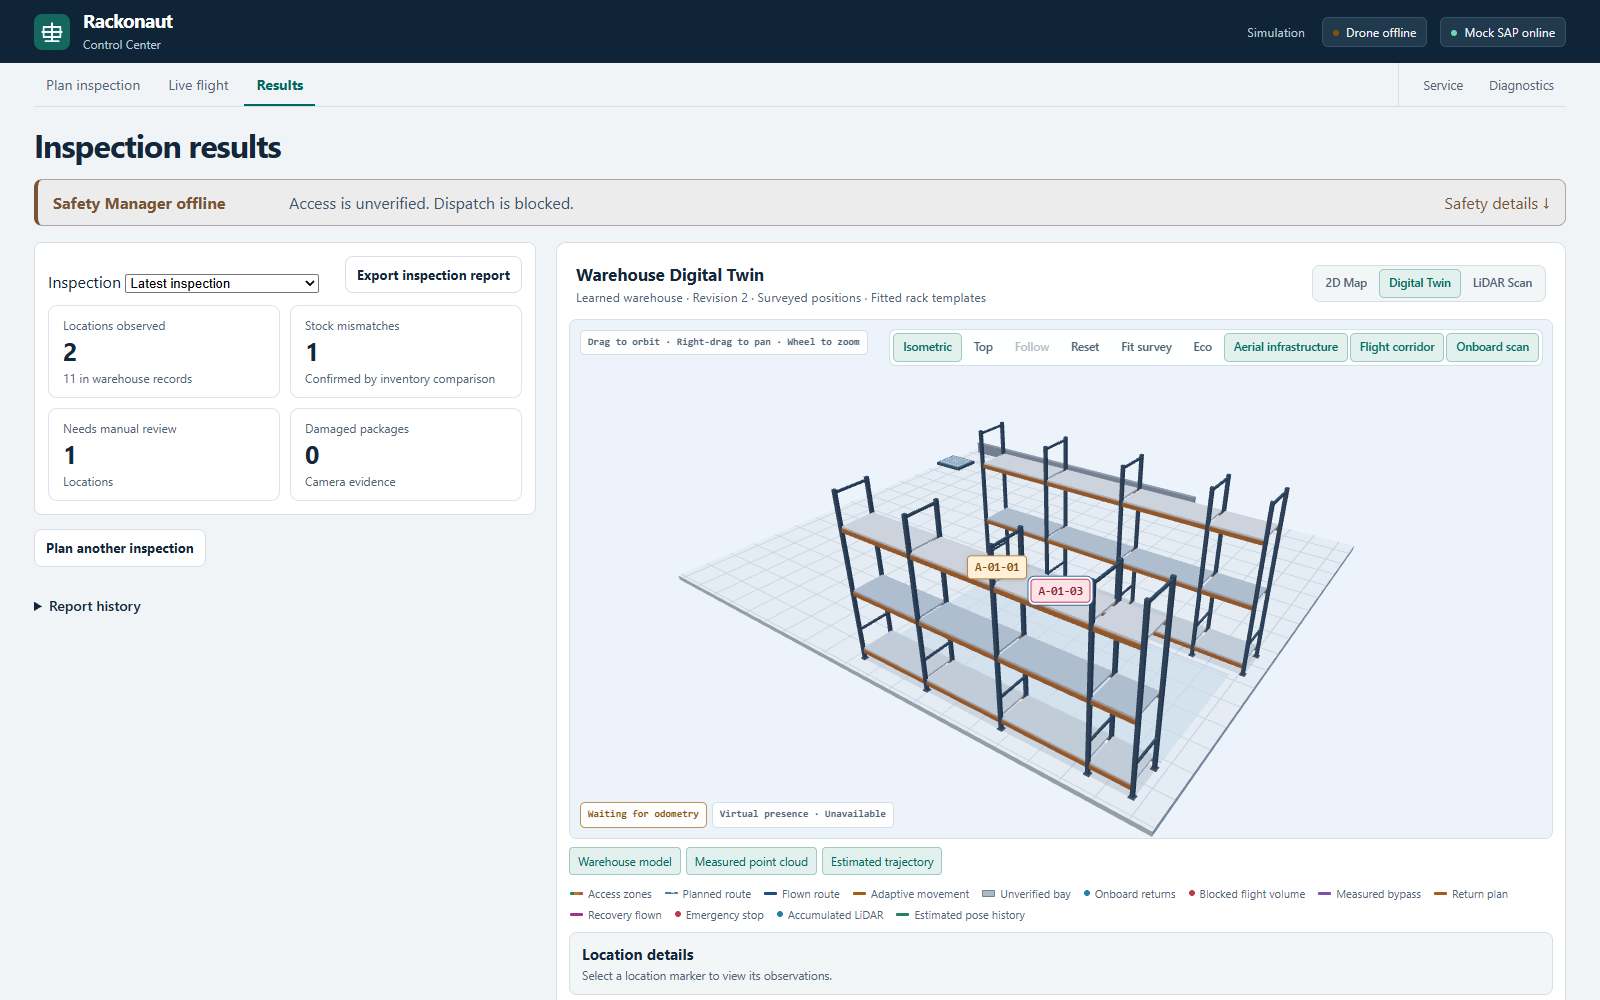 Rackonaut
Control Center
Simulation
Drone offline
Mock SAP online
Plan inspection
Live flight
Results
Service
Diagnostics
Inspection results
Safety Manager offline
Access is unverified. Dispatch is blocked.
Safety details ↓
Inspection
Latest inspection
Export inspection report
Locations observed
2
11 in warehouse records
Stock mismatches
1
Confirmed by inventory comparison
Needs manual review
1
Locations
Damaged packages
0
Camera evidence
Plan another inspection
Report history
Warehouse Digital Twin
Learned warehouse · Revision 2 · Surveyed positions · Fitted rack templates
2D Map
Digital Twin
LiDAR Scan
Drag to orbit · Right-drag to pan · Wheel to zoom
Isometric
Top
Follow
Reset
Fit survey
Eco
Aerial infrastructure
Flight corridor
Onboard scan
A-01-01
A-01-03
Waiting for odometry
Virtual presence · Unavailable
Warehouse model
Measured point cloud
Estimated trajectory
Access zones
Planned route
Flown route
Adaptive movement
Unverified bay
Onboard returns
Blocked flight volume
Measured bypass
Return plan
Recovery flown
Emergency stop
Accumulated LiDAR
Estimated pose history
Location details
Select a location marker to view its observations.